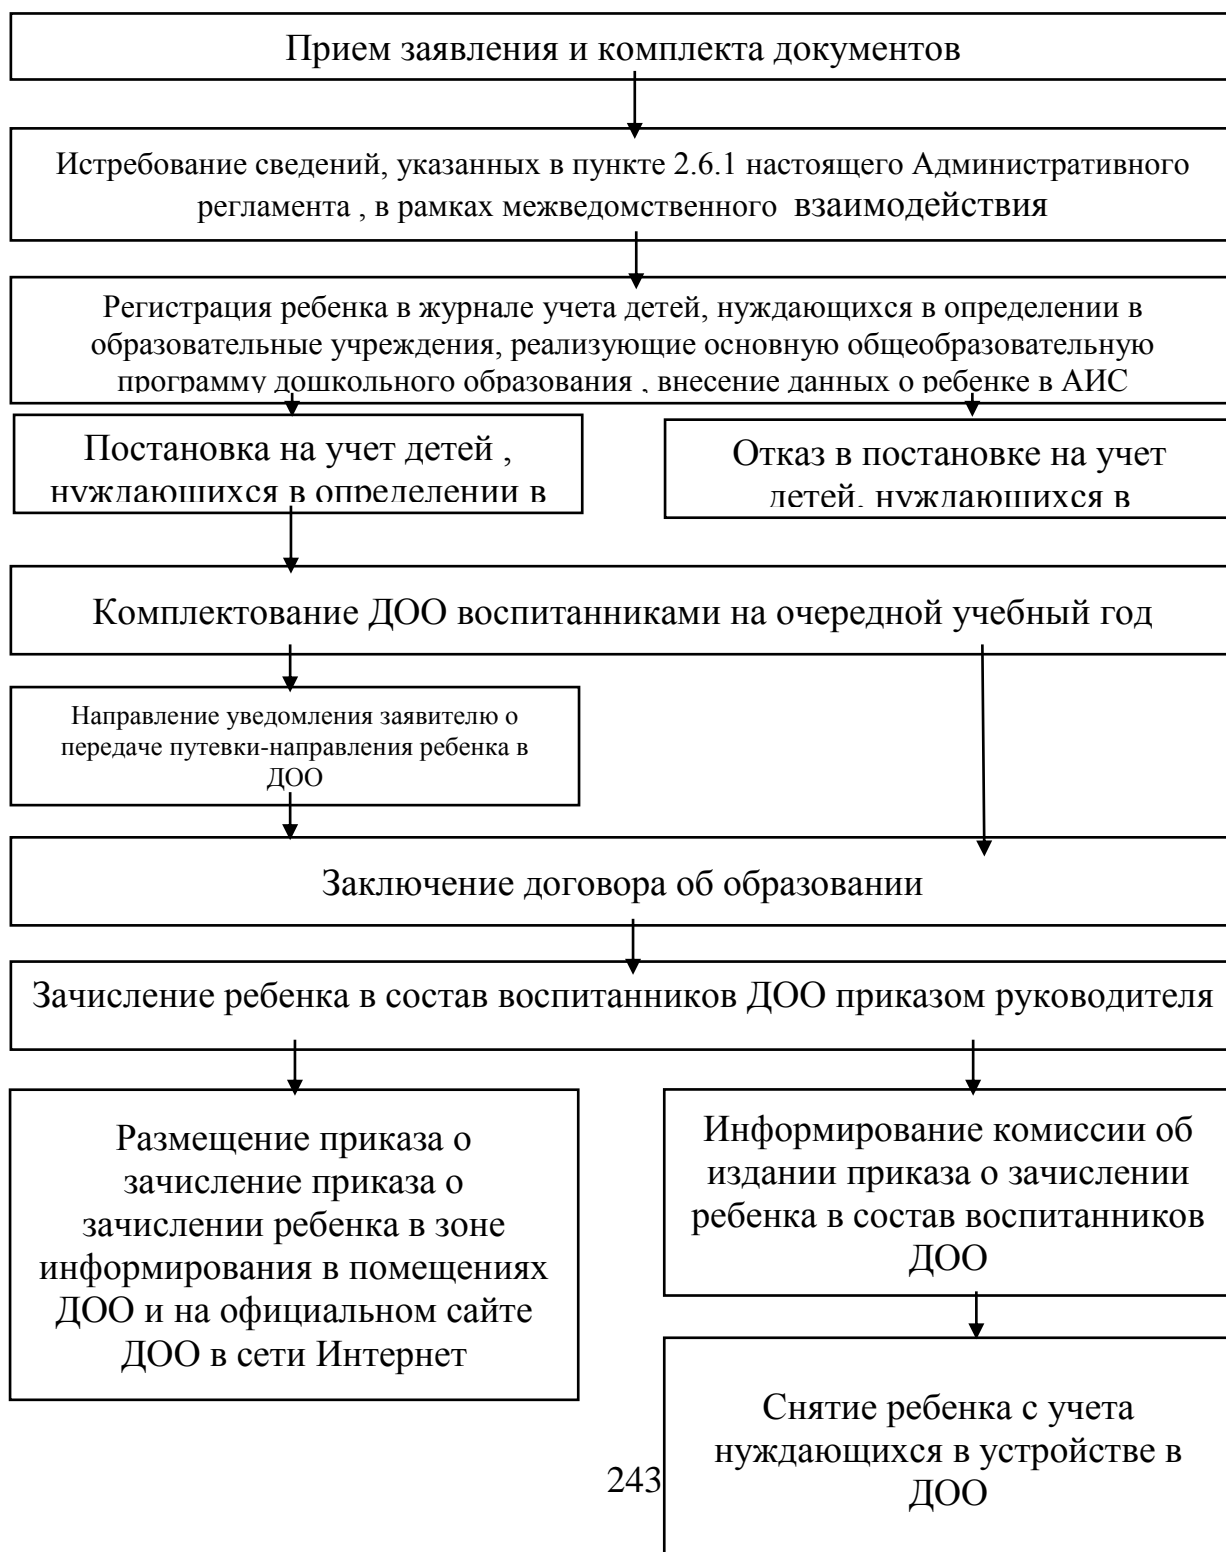 Прием заявления и комплекта документов
Истребование сведений, указанных в пункте 2.6.1 настоящего Административного
регламента , в рамках межведомственного взаимодействия
Регистрация ребенка в журнале учета детей, нуждающихся в определении в
образовательные учреждения, реализующие основную общеобразовательную
программу дошкольного образования , внесение данных о ребенке в АИС
Постановка на учет детей ,
нуждающихся в определении в
Отказ в постановке на учет
детей, нуждающихся в
Комплектование ДОО воспитанниками на очередной учебный год
Направление уведомления заявителю о
передаче путевки-направления ребенка в
ДОО
Заключение договора об образовании
Зачисление ребенка в состав воспитанников ДОО приказом руководителя
Размещение приказа о
зачисление приказа о
зачислении ребенка в зоне
информирования в помещениях
ДОО и на официальном сайте
ДОО в сети Интернет
Информирование комиссии об
издании приказа о зачислении
ребенка в состав воспитанников
ДОО
Снятие ребенка с учета
нуждающихся в устройстве в
ДОО
243